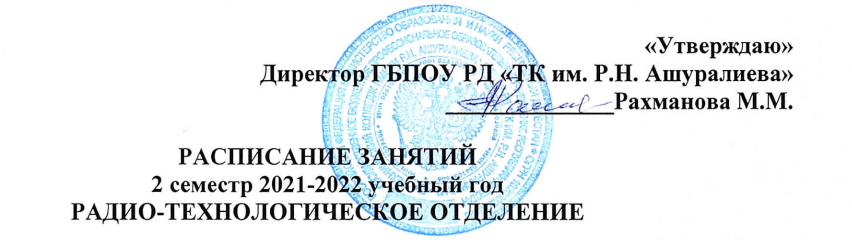 «Утверждаю»
Директор ГБПОУ РД «ТК им. Р.Н. Ашуралиева»
Рахманова М.М.
РАСПИСАНИЕ ЗАНЯТИЙ
2 семестр 2021-2022 учебный год
РАДИО-ТЕХНОЛОГИЧЕСКОЕ ОТДЕЛЕНИЕ